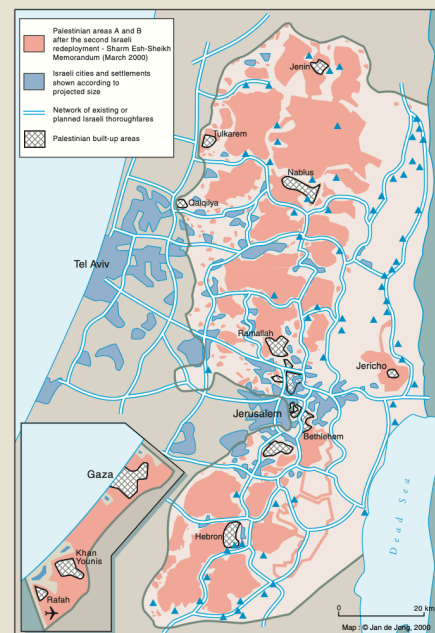 Palestinian areas A and B
after the second Israeli
redeployment - Sharm Esh-Sheikh
Memorandum (March 2000)
Israeli cities and settlements
shown according to
projected size
Network of existing or
planned Israeli thoroughtares
Palestinian built-up areas
Jenin
Tulkarem
Nablus
Qalqilya
Tel Aviv
Ramallah
Jericho
Jerusalem
Bethlehem
Gaza
Dead Sea
Hebron
Khan
Younis
Rafah
0 20 km
Map : © Jan de Jong, 2000